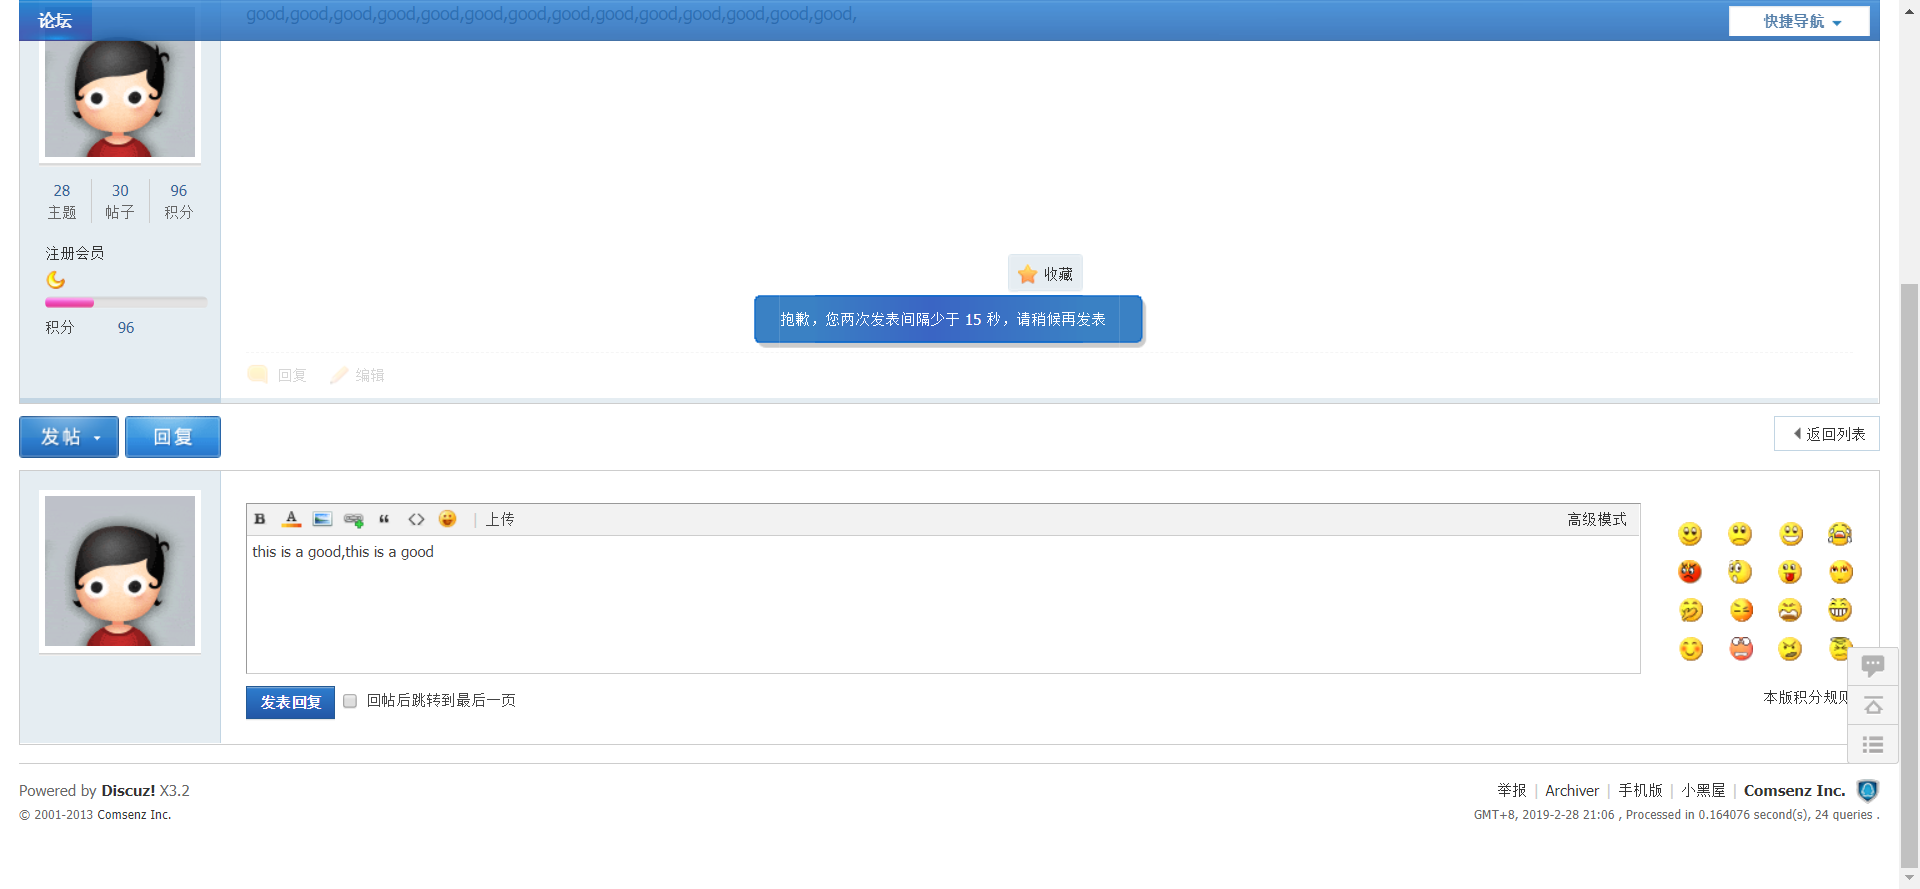 论坛
good,good,good,good,good,good,good,good,good,good,good,good,good,good,
快捷导航
28 30 96
主题 帖子 积分
注册会员
积分 96
收藏
抱歉，您两次发表间隔少于 15 秒，请稍候再发表
回复 编辑
发帖 回复
返回列表
B A “ <> | 上传 高级模式
this is a good,this is a good
发表回复 回帖后跳转到最后一页
本版积分规则
Powered by Discuz! X3.2
© 2001-2013 Comsenz Inc.
举报 | Archiver | 手机版 | 小黑屋 | Comsenz Inc.
GMT+8, 2019-2-28 21:06 , Processed in 0.164076 second(s), 24 queries .